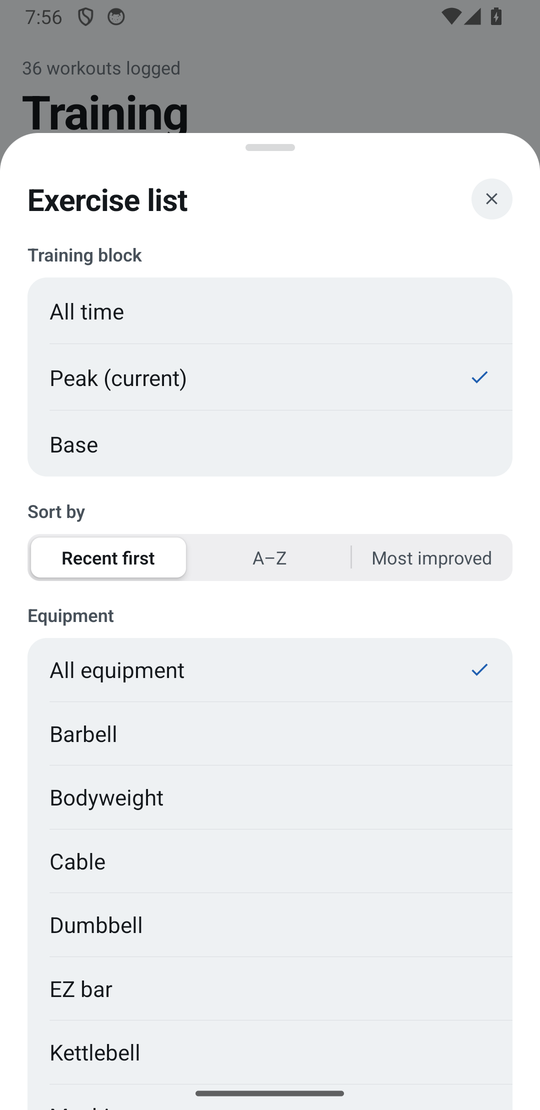 7:56
36 workouts logged
Training
Exercise list
Training block
All time
Peak (current)
Base
Sort by
Recent first
A–Z
Most improved
Equipment
All equipment
Barbell
Bodyweight
Cable
Dumbbell
EZ bar
Kettlebell